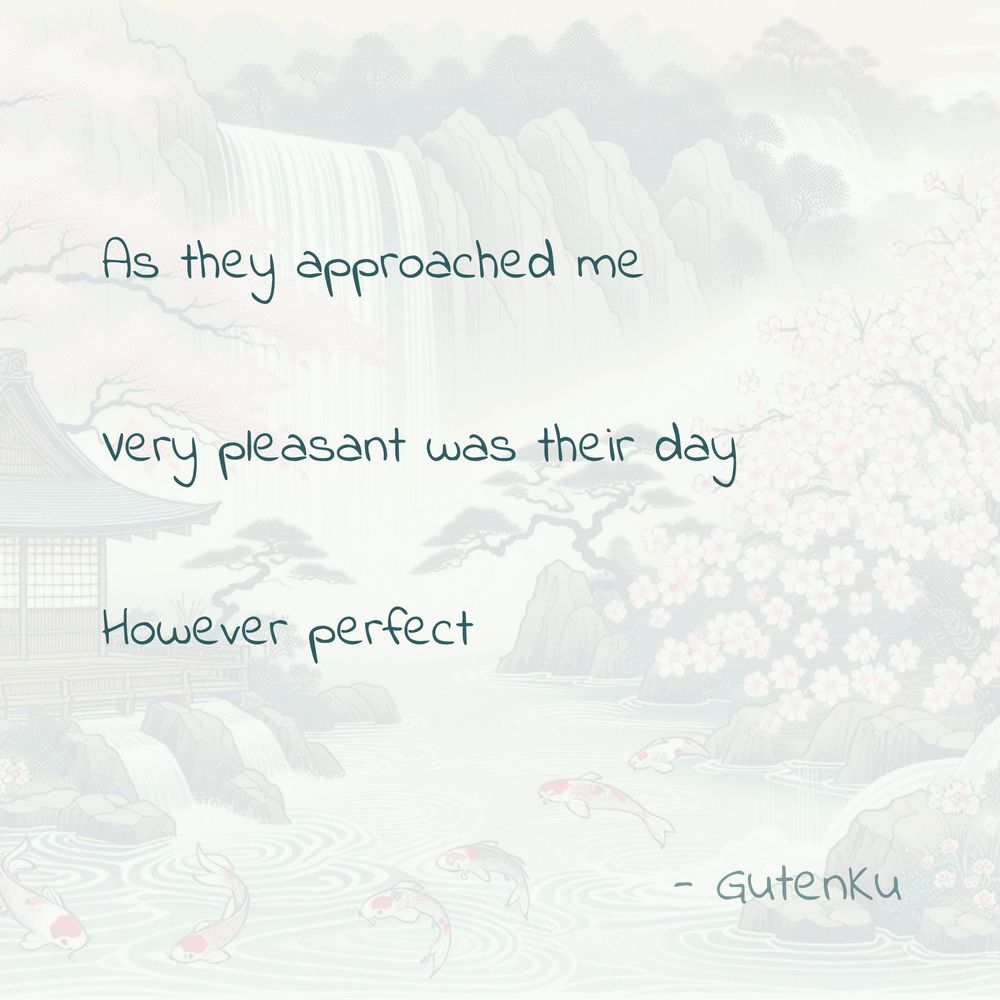 As they approached me
very pleasant was their day
However perfect
- GutenKu